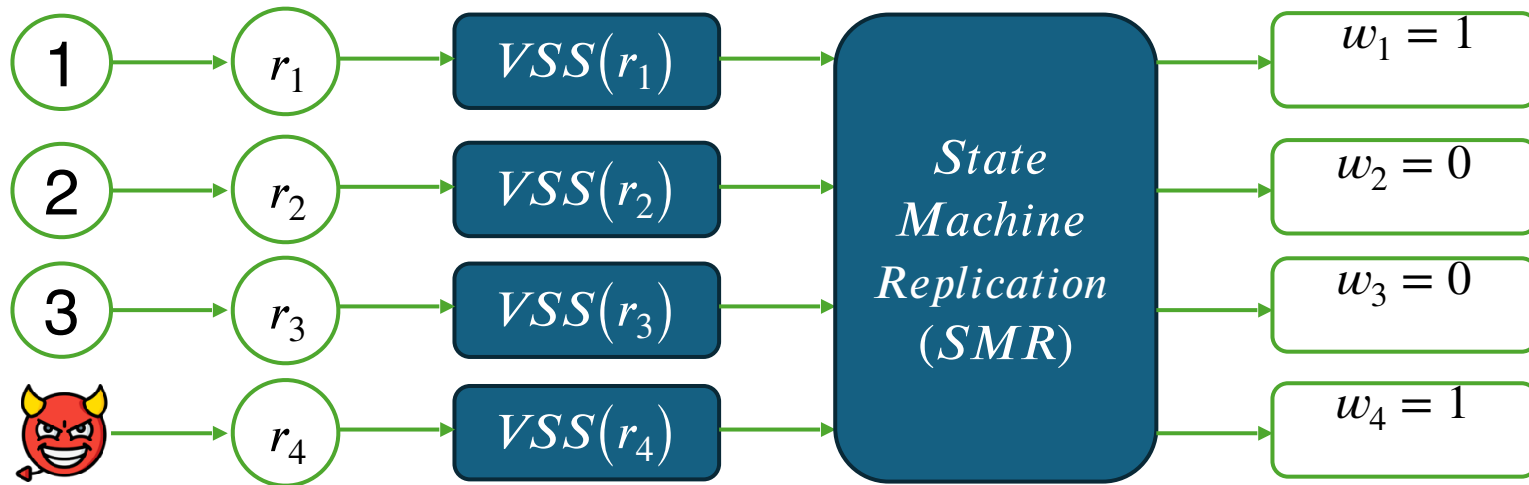 1 r₁ VSS(r₁) w₁ = 1
2 r₂ VSS(r₂) w₂ = 0
3 r₃ VSS(r₃) w₃ = 0
r₄ VSS(r₄) w₄ = 1
State
Machine
Replication
(SMR)